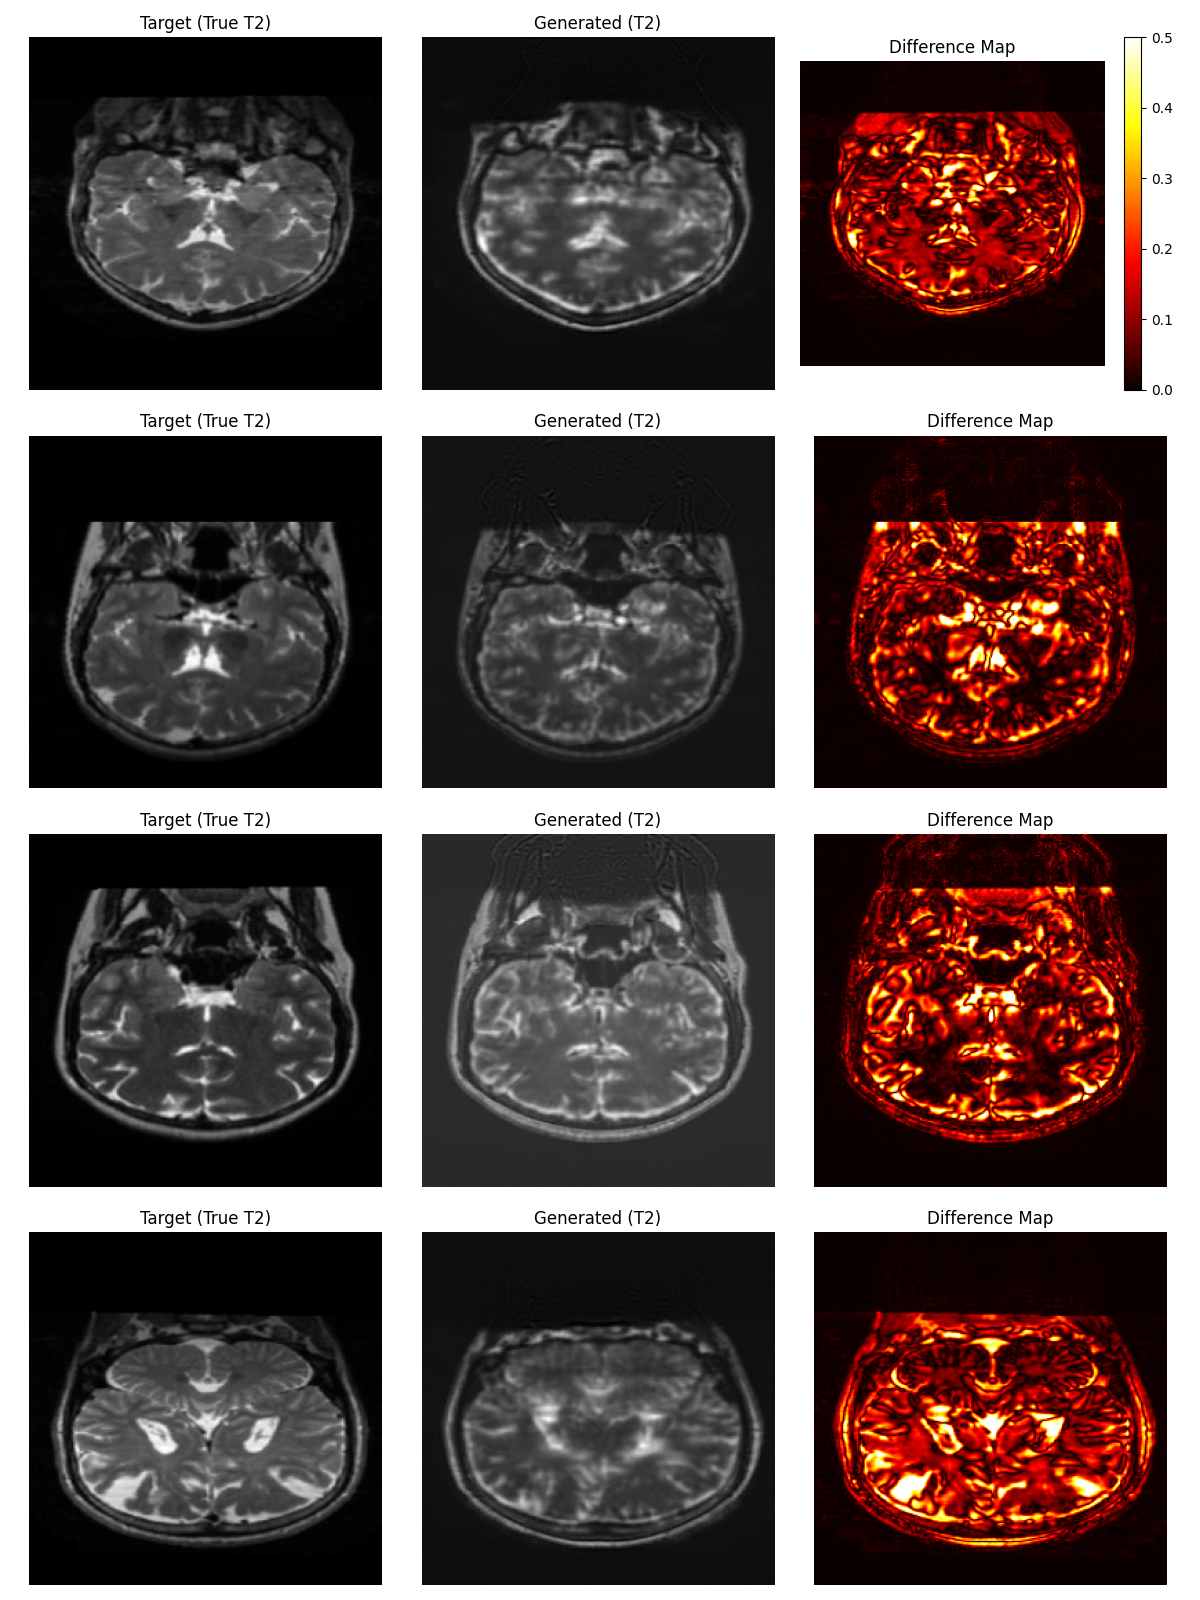 Target (True T2)
Generated (T2)
Difference Map
0.5
0.4
0.3
0.2
0.1
0.0
Target (True T2)
Generated (T2)
Difference Map
Target (True T2)
Generated (T2)
Difference Map
Target (True T2)
Generated (T2)
Difference Map